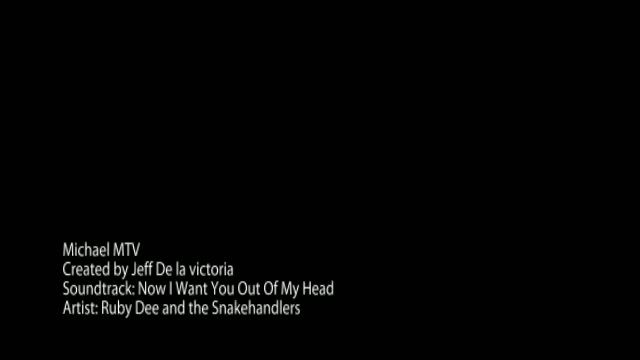 Michael MTV
Created by Jeff De la victoria
Soundtrack: Now I Want You Out Of My Head
Artist: Ruby Dee and the Snakehandlers